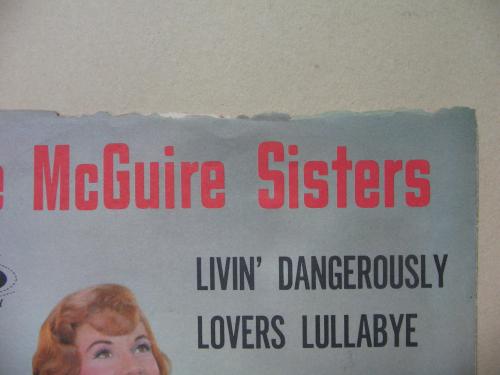 McGuire Sisters
LIVIN' DANGEROUSLY
LOVERS LULLABYE